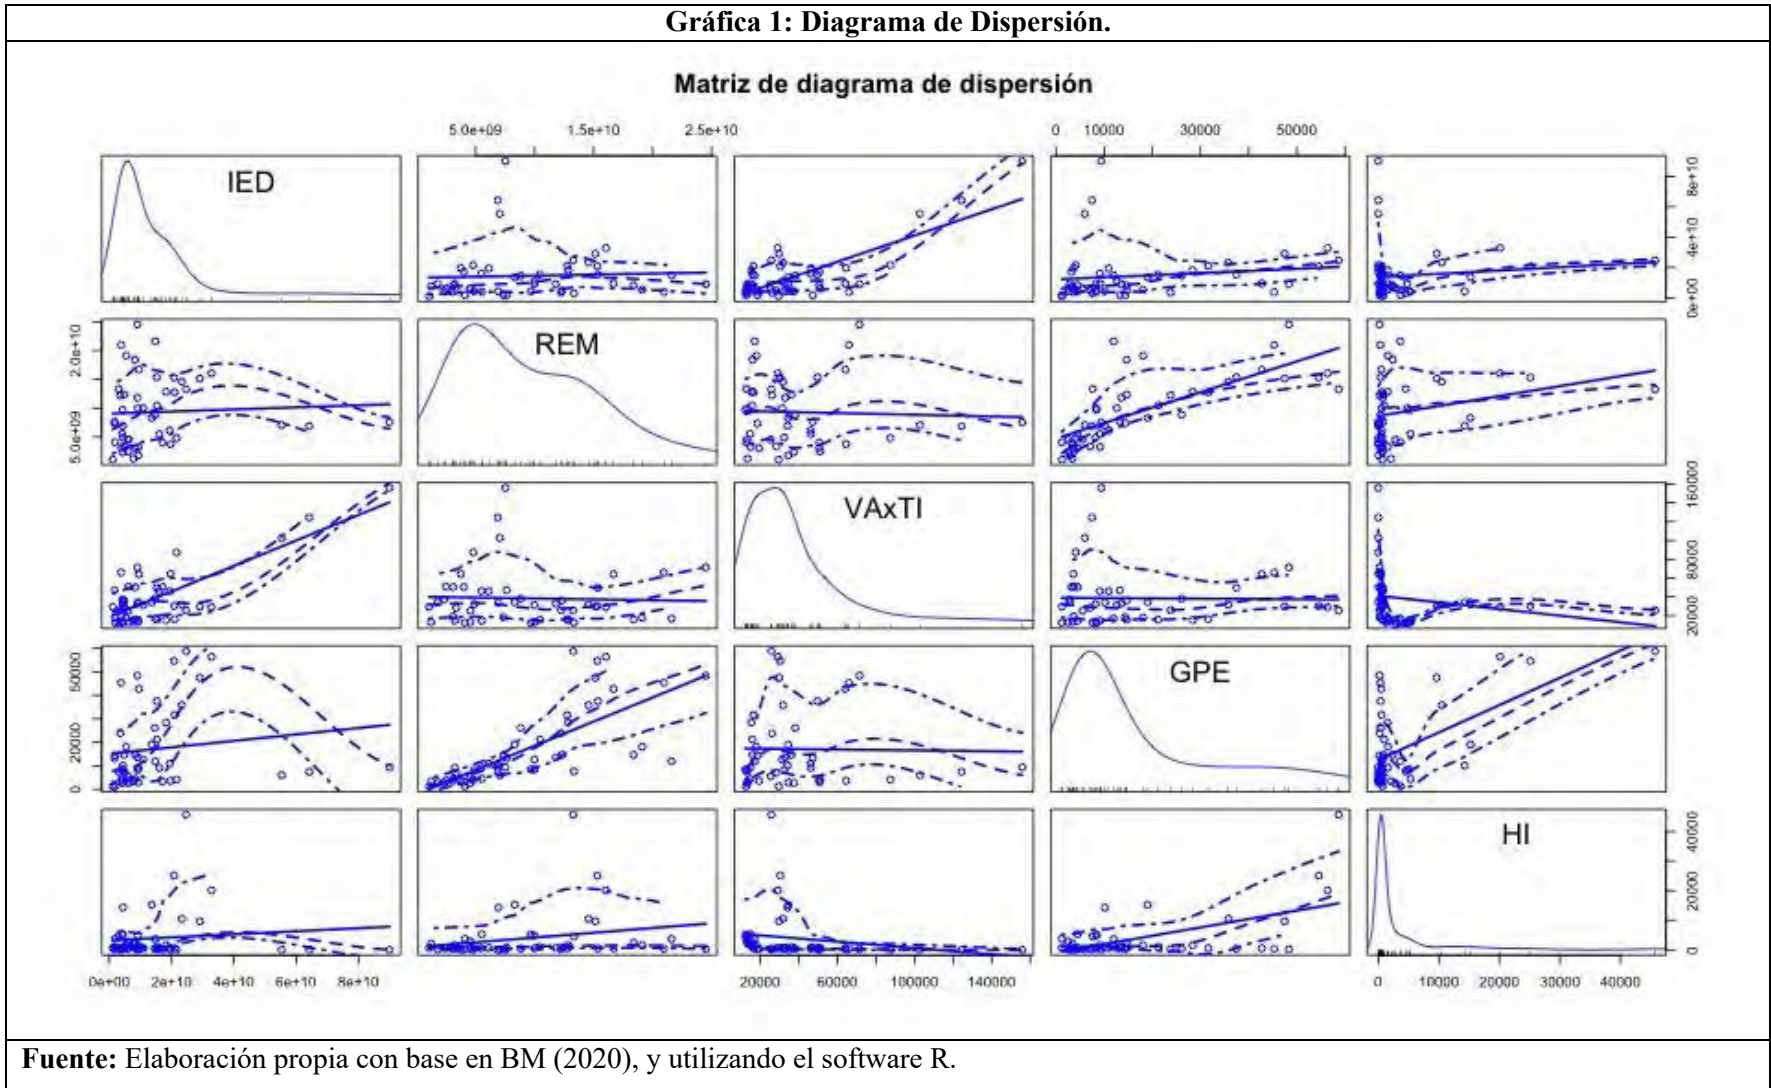 Gráfica 1: Diagrama de Dispersión.
Matriz de diagrama de dispersión
5.0e+09 1.5e+10 2.5e+10
0 10000 30000 50000
IED
0e+00 4e+10 8e+10
REM
5.0e+09 2.0e+10
VAxTI
20000 80000 160000
GPE
0 20000 50000
HI
0 20000 40000
0e+00 2e+10 4e+10 6e+10 8e+10
20000 60000 100000 140000
0 10000 20000 30000 40000
Fuente: Elaboración propia con base en BM (2020), y utilizando el software R.